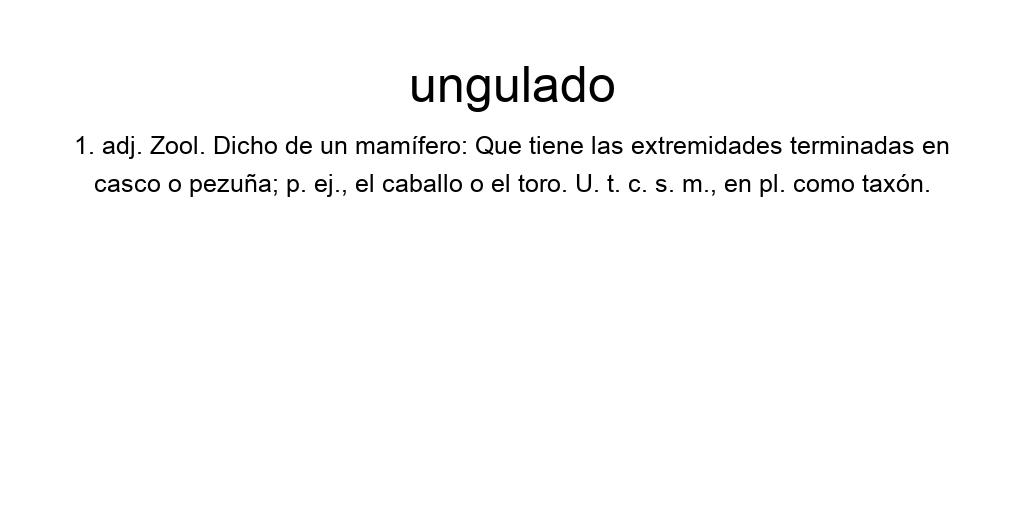 ungulado
1. adj. Zool. Dicho de un mamífero: Que tiene las extremidades terminadas en
casco o pezuña; p. ej., el caballo o el toro. U. t. c. s. m., en pl. como taxón.